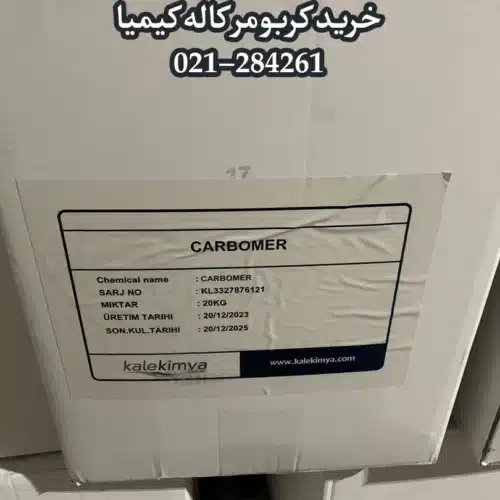 خرید کربومر کاله کیمیا
021-284261
17
CARBOMER
Chemical name : CARBOMER
SARJ NO : KL3327876121
MIKTAR : 20KG
ÜRETIM TARIHI : 20/12/2023
SON.KUL.TARIHI : 20/12/2025
kalekimya
www.kalekimya.com